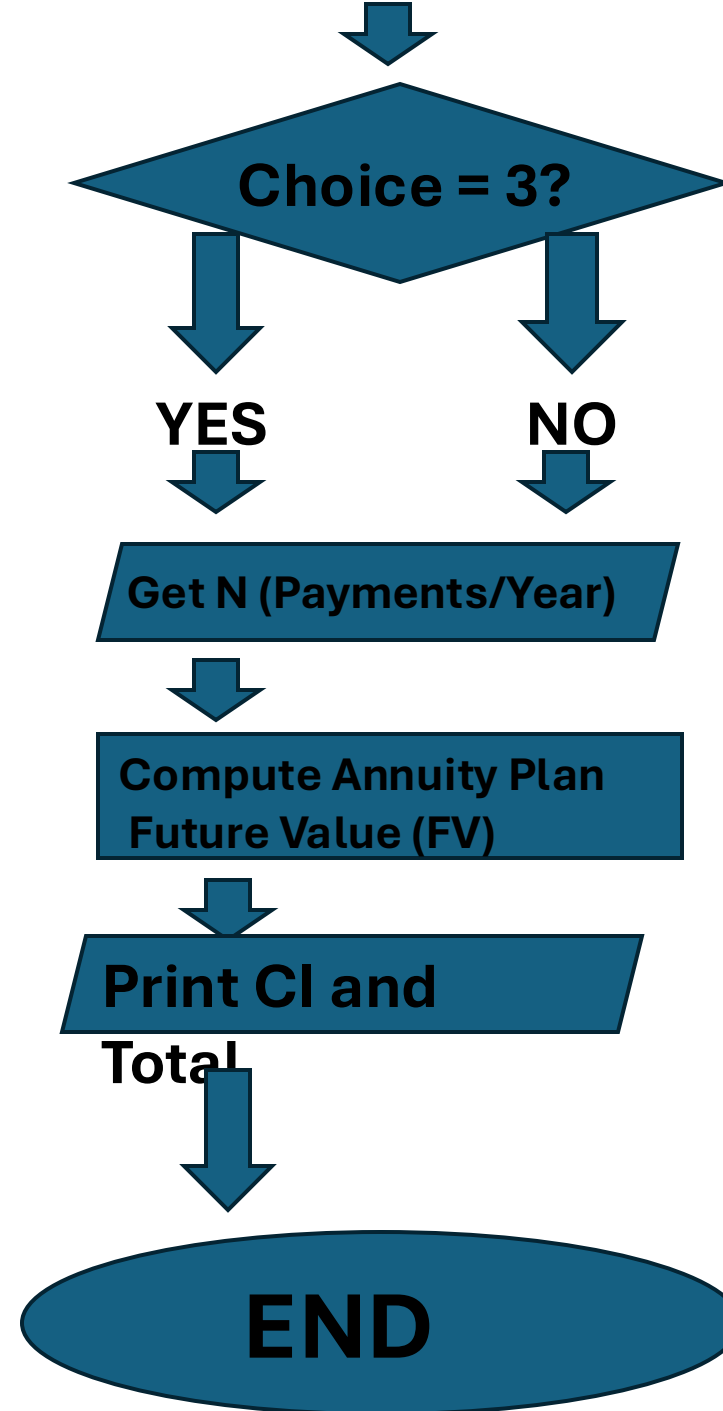 Choice = 3?
YES NO
Get N (Payments/Year)
Compute Annuity Plan
Future Value (FV)
Print CI and
Total
END